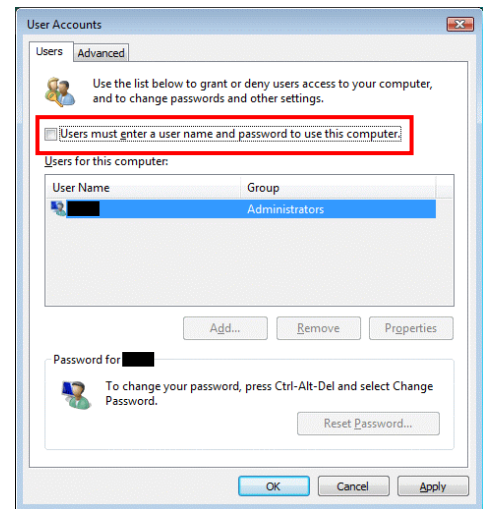 User Accounts
Users Advanced
Use the list below to grant or deny users access to your computer,
and to change passwords and other settings.
Users must enter a user name and password to use this computer.
Users for this computer:
User Name Group
Administrators
Add... Remove Properties
Password for
To change your password, press Ctrl-Alt-Del and select Change
Password.
Reset Password...
OK Cancel Apply